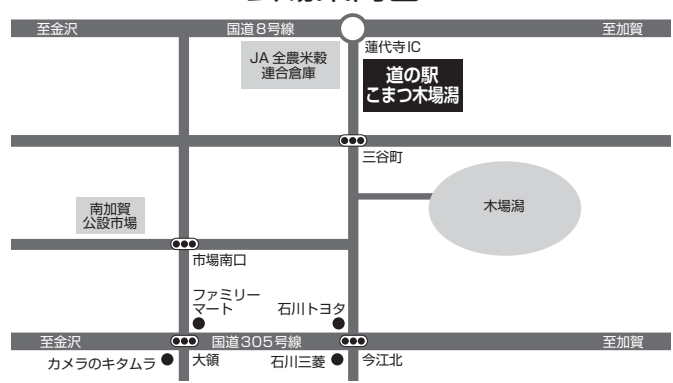 至金沢
国道8号線
至加賀
蓮代寺IC
JA 全農米穀
連合倉庫
道の駅
こまつ木場潟
三谷町
木場潟
南加賀
公設市場
市場南口
ファミリー
マート
石川トヨタ
至金沢
国道305号線
至加賀
カメラのキタムラ
大領
石川三菱
今江北